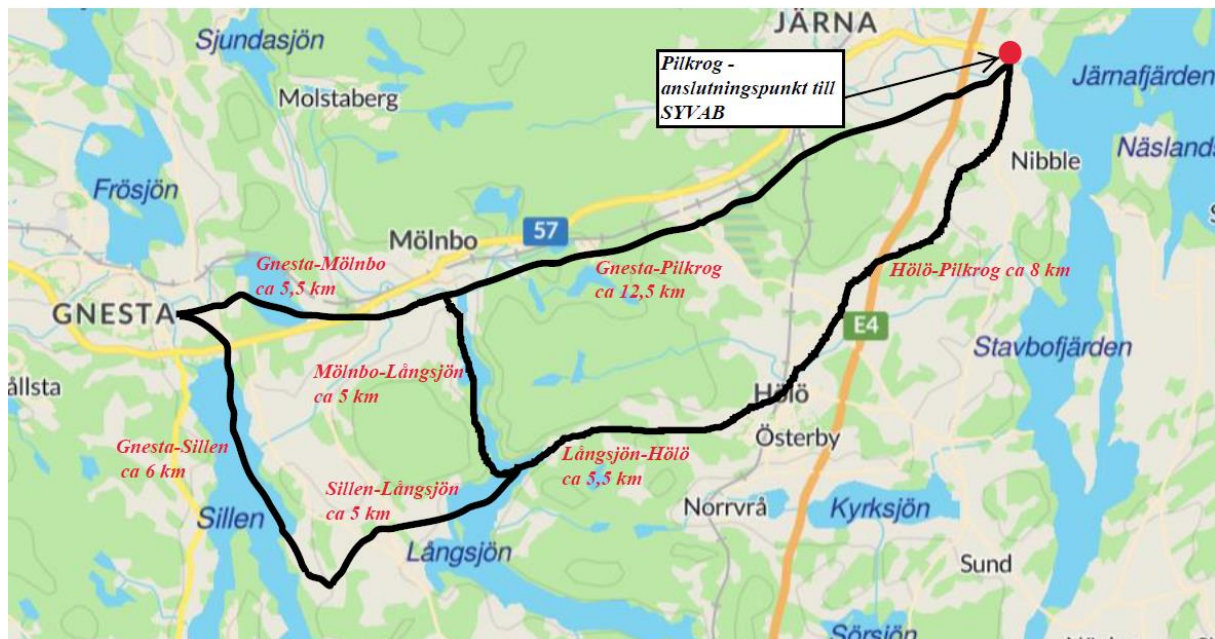 JÄRNA
Sjundasjön
Pilkrog -
anslutningspunkt till
SYVAB
Järnafjärden
Molstaberg
Näslands
Nibble
Frösjön
S
57
Mölnbo
Gnesta-Mölnbo
ca 5,5 km
Gnesta-Pilkrog
ca 12,5 km
Hölö-Pilkrog ca 8 km
GNESTA
E4
Stavbofjärden
Mölnbo-Långsjön
ca 5 km
ållsta
Hölö
Österby
Gnesta-Sillen
ca 6 km
Långsjön-Hölö
ca 5,5 km
Sillen-Långsjön
ca 5 km
Norrvrå
Kyrksjön
Sillen
Långsjön
Sund
Sörsjön